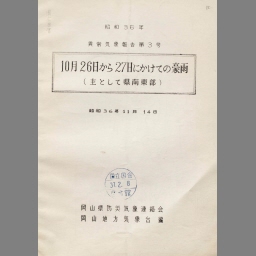 昭和36年
異常気象報告第3号
10月26日から27日にかけての豪雨
(主として県南東部)
昭和36年11月14日
岡山県防災気象連絡会
岡山地方気象台編